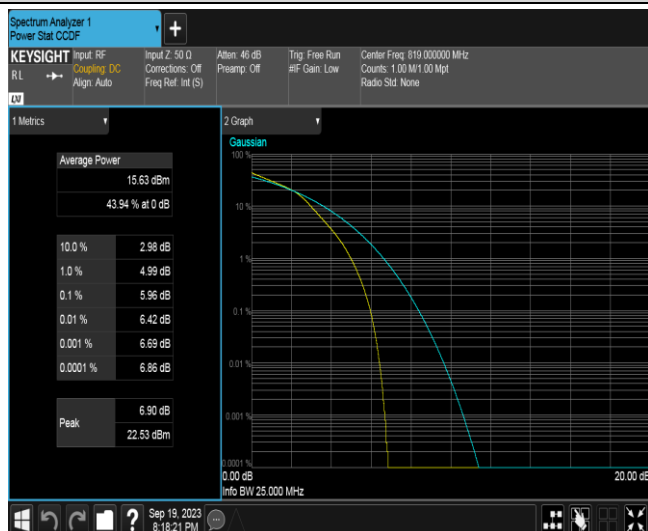 Spectrum Analyzer 1
Power Stat CCDF
KEYSIGHT
RL
LXI
Input: RF
Coupling: DC
Align: Auto
Input Z: 50 Ω
Corrections: Off
Freq Ref: Int (S)
Atten: 46 dB
Preamp: Off
Trig: Free Run
#IF Gain: Low
Center Freq: 819.000000 MHz
Counts: 1.00 M/1.00 Mpt
Radio Std: None
1 Metrics
Average Power
15.63 dBm
43.94 % at 0 dB
10.0 % 2.98 dB
1.0 % 4.99 dB
0.1 % 5.96 dB
0.01 % 6.42 dB
0.001 % 6.69 dB
0.0001 % 6.86 dB
Peak
6.90 dB
22.53 dBm
2 Graph
Gaussian
100 %
10 %
1 %
0.1 %
0.01 %
0.001 %
0.0001 %
0.00 dB
20.00 dB
Info BW 25.000 MHz
?
Sep 19, 2023
8:18:21 PM